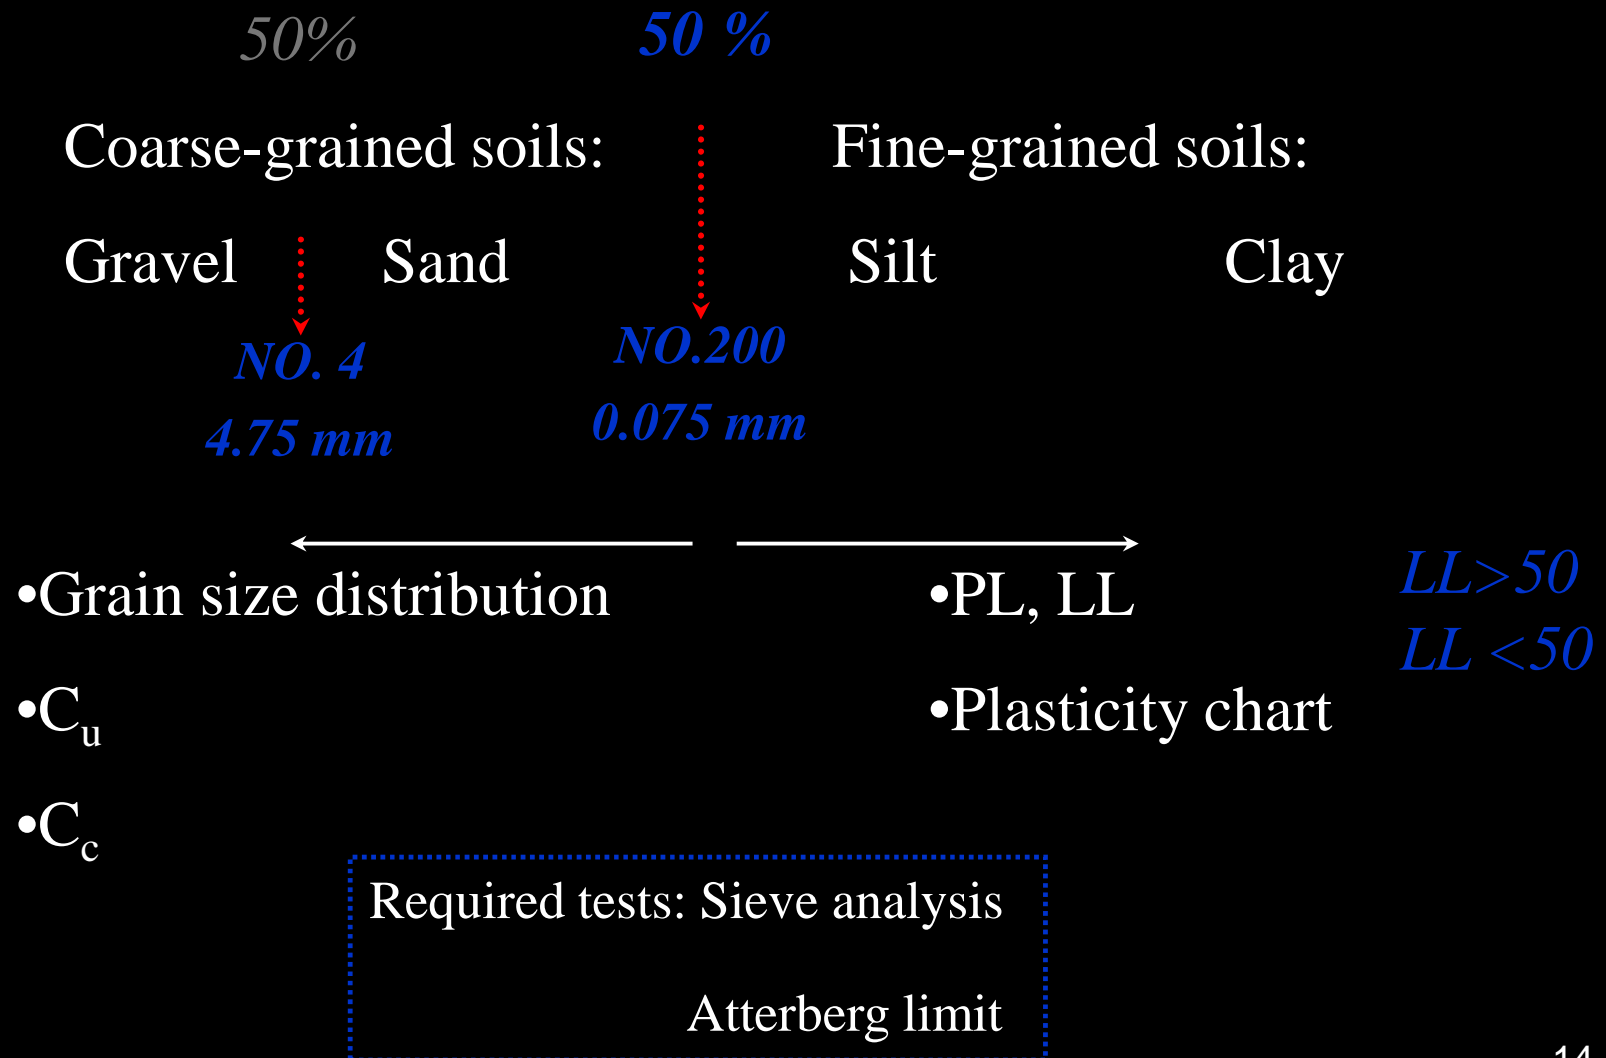 50% 50 %
Coarse-grained soils: Fine-grained soils:
Gravel Sand Silt Clay
NO. 4 NO.200
4.75 mm 0.075 mm
•Grain size distribution •PL, LL LL>50
LL <50
•Cu •Plasticity chart
•Cc
Required tests: Sieve analysis
Atterberg limit
14